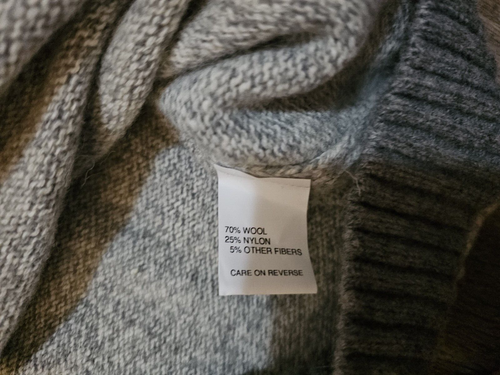 70% WOOL
25% NYLON
5% OTHER FIBERS
CARE ON REVERSE